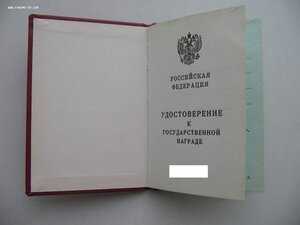 РОССИЙСКАЯ
ФЕДЕРАЦИЯ
УДОСТОВЕРЕНИЕ
К
ГОСУДАРСТВЕННОЙ
НАГРАДЕ
г.